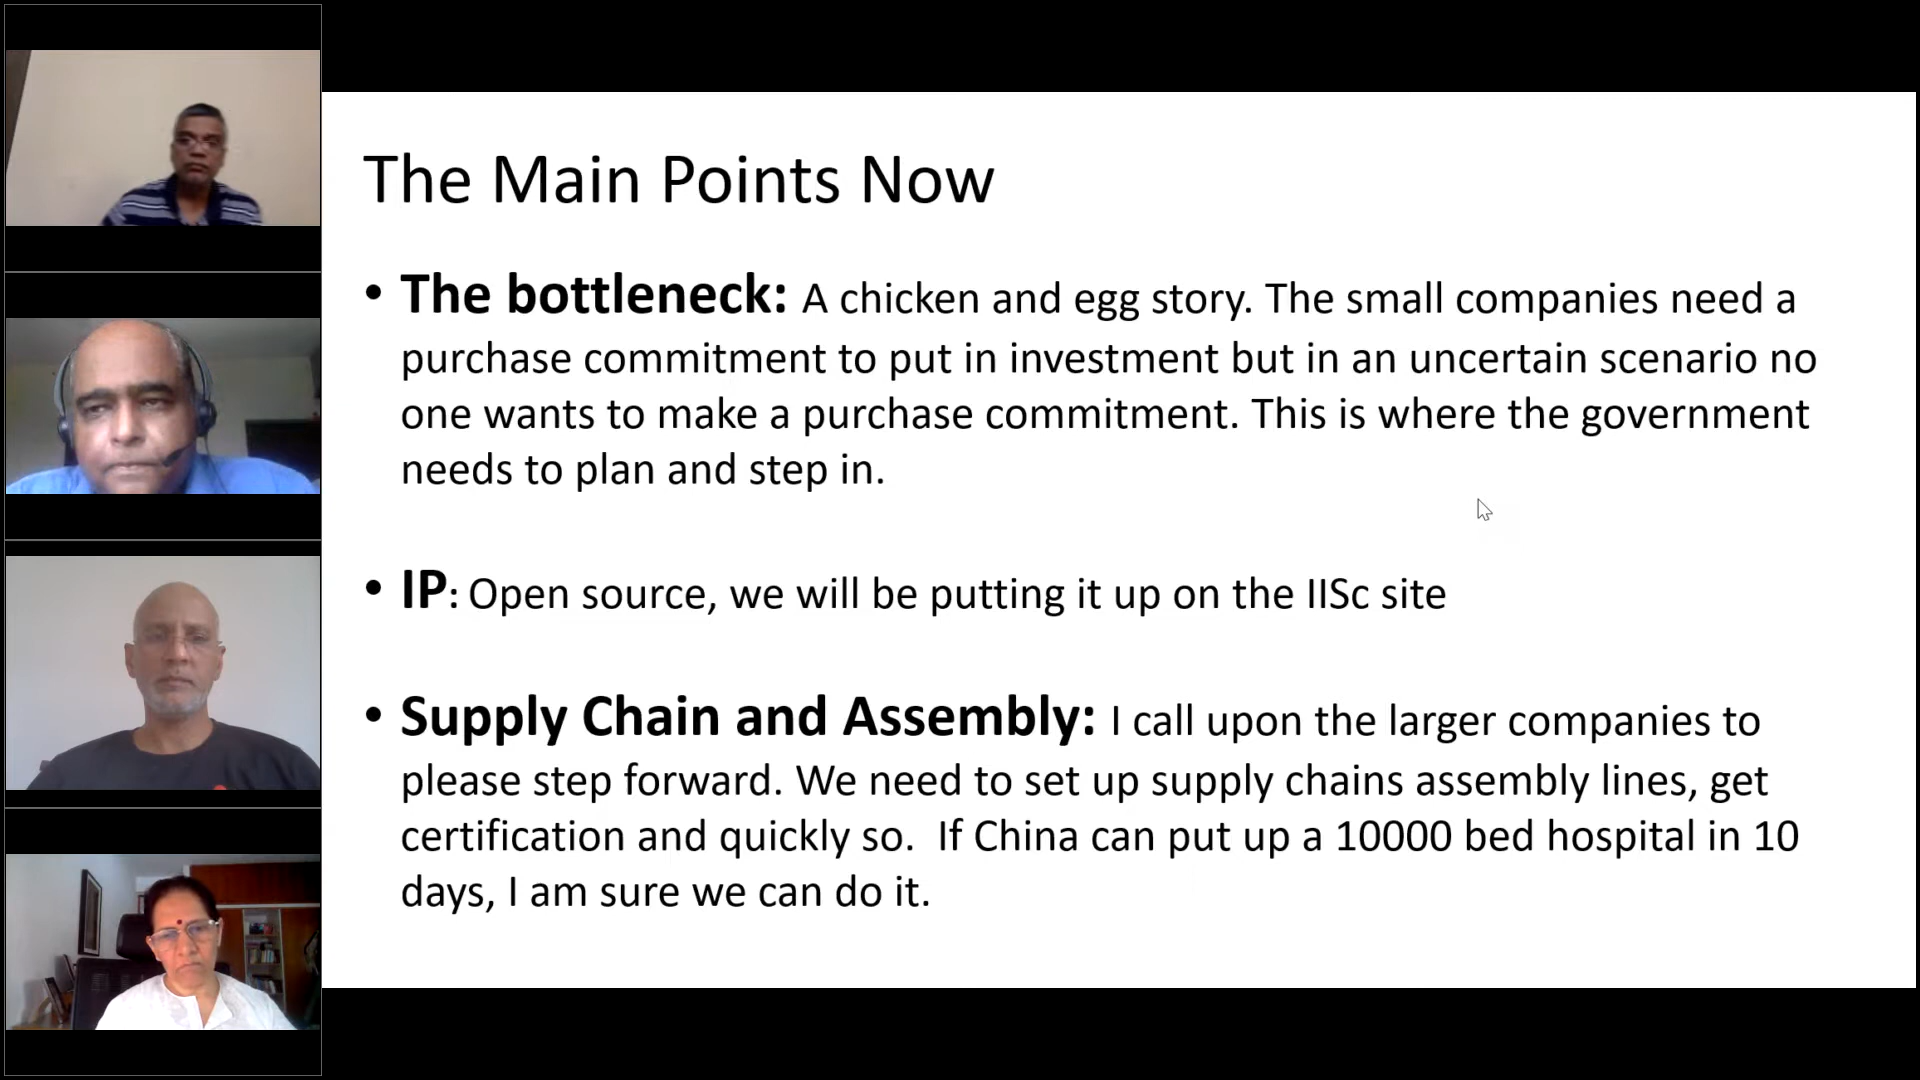 The Main Points Now
• The bottleneck: A chicken and egg story. The small companies need a
purchase commitment to put in investment but in an uncertain scenario no
one wants to make a purchase commitment. This is where the government
needs to plan and step in.
• IP: Open source, we will be putting it up on the IISc site
• Supply Chain and Assembly: I call upon the larger companies to
please step forward. We need to set up supply chains assembly lines, get
certification and quickly so.  If China can put up a 10000 bed hospital in 10
days, I am sure we can do it.